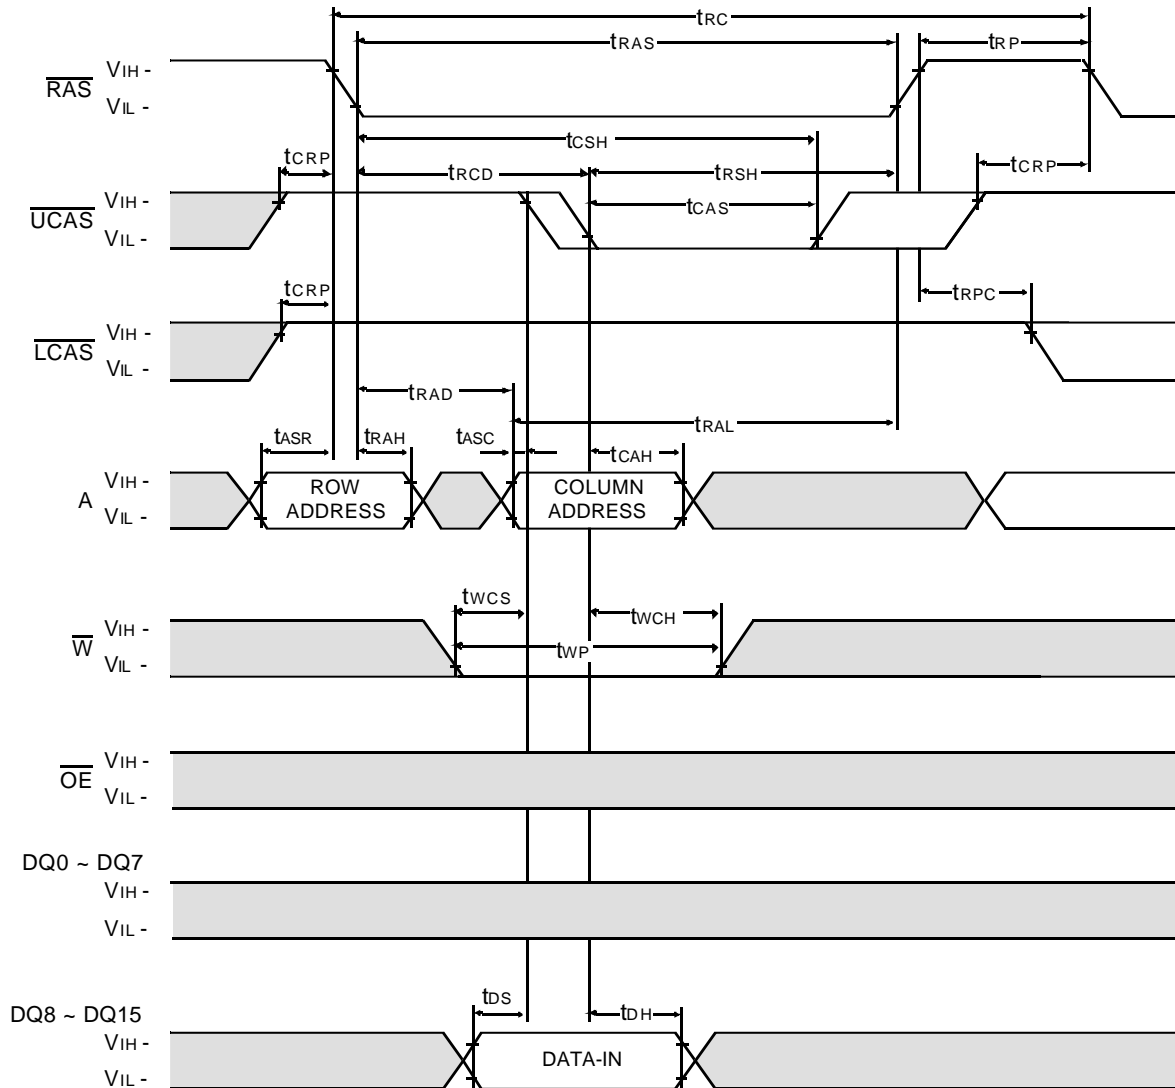 tRC
tRAS
tRP
RAS
VIH -
VIL -
tCSH
tCRP
tRCD
tRSH
tCRP
UCAS
VIH -
VIL -
tCAS
tCRP
tRPC
LCAS
VIH -
VIL -
tRAD
tRAL
tASR
tRAH
tASC
tCAH
A
VIH -
VIL -
ROW
ADDRESS
COLUMN
ADDRESS
tWCS
tWCH
W
VIH -
VIL -
tWP
OE
VIH -
VIL -
DQ0 ~ DQ7
VIH -
VIL -
tDS
tDH
DQ8 ~ DQ15
VIH -
VIL -
DATA-IN